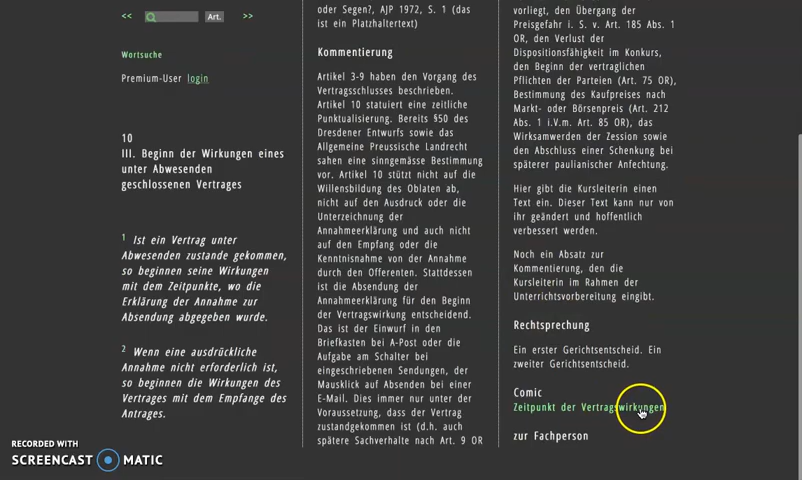 << Art. >>
Wortsuche
Premium-User login
10
III. Beginn der Wirkungen eines
unter Abwesenden
geschlossenen Vertrages
1 Ist ein Vertrag unter
Abwesenden zustande gekommen,
so beginnen seine Wirkungen
mit dem Zeitpunkte, wo die
Erklärung der Annahme zur
Absendung abgegeben wurde.
2 Wenn eine ausdrückliche
Annahme nicht erforderlich ist,
so beginnen die Wirkungen des
Vertrages mit dem Empfange des
Antrages.
RECORDED WITH
SCREENCAST MATIC
oder Segen?, AJP 1972, S. 1 (das
ist ein Platzhaltertext)
Kommentierung
Artikel 3-9 haben den Vorgang des
Vertragsschlusses beschrieben.
Artikel 10 statuiert eine zeitliche
Punktualisierung. Bereits §50 des
Dresdener Entwurfs sowie das
Allgemeine Preussische Landrecht
sahen eine sinngemässe Bestimmung
vor. Artikel 10 stützt nicht auf die
Willensbildung des Oblaten ab,
nicht auf den Ausdruck oder die
Unterzeichnung der
Annahmeerklärung und auch nicht
auf den Empfang oder die
Kenntnisnahme von der Annahme
durch den Offerenten. Stattdessen
ist die Absendung der
Annahmeerklärung für den Beginn
der Vertragswirkung entscheidend.
Das ist der Einwurf in den
Briefkasten bei A-Post oder die
Aufgabe am Schalter bei
eingeschriebenen Sendungen, der
Mausklick auf Absenden bei einer
E-Mail. Dies immer nur unter der
Voraussetzung, dass der Vertrag
zustandgekommen ist (d.h. auch
spätere Sachverhalte nach Art. 9 OR
vorliegt, den Übergang der
Preisgefahr i. S. v. Art. 185 Abs. 1
OR, den Verlust der
Dispositionsfähigkeit im Konkurs,
den Beginn der vertraglichen
Pflichten der Parteien (Art. 75 OR),
Bestimmung des Kaufpreises nach
Markt- oder Börsenpreis (Art. 212
Abs. 1 i.V.m. Art. 85 OR), das
Wirksamwerden der Zession sowie
den Abschluss einer Schenkung bei
späterer paulianischer Anfechtung.
Hier gibt die Kursleiterin einen
Text ein. Dieser Text kann nur von
ihr geändert und hoffentlich
verbessert werden.
Noch ein Absatz zur
Kommentierung, den die
Kursleiterin im Rahmen der
Unterrichtsvorbereitung eingibt.
Rechtsprechung
Ein erster Gerichtsentscheid. Ein
zweiter Gerichtsentscheid.
Comic
Zeitpunkt der Vertragswirkungen
zur Fachperson